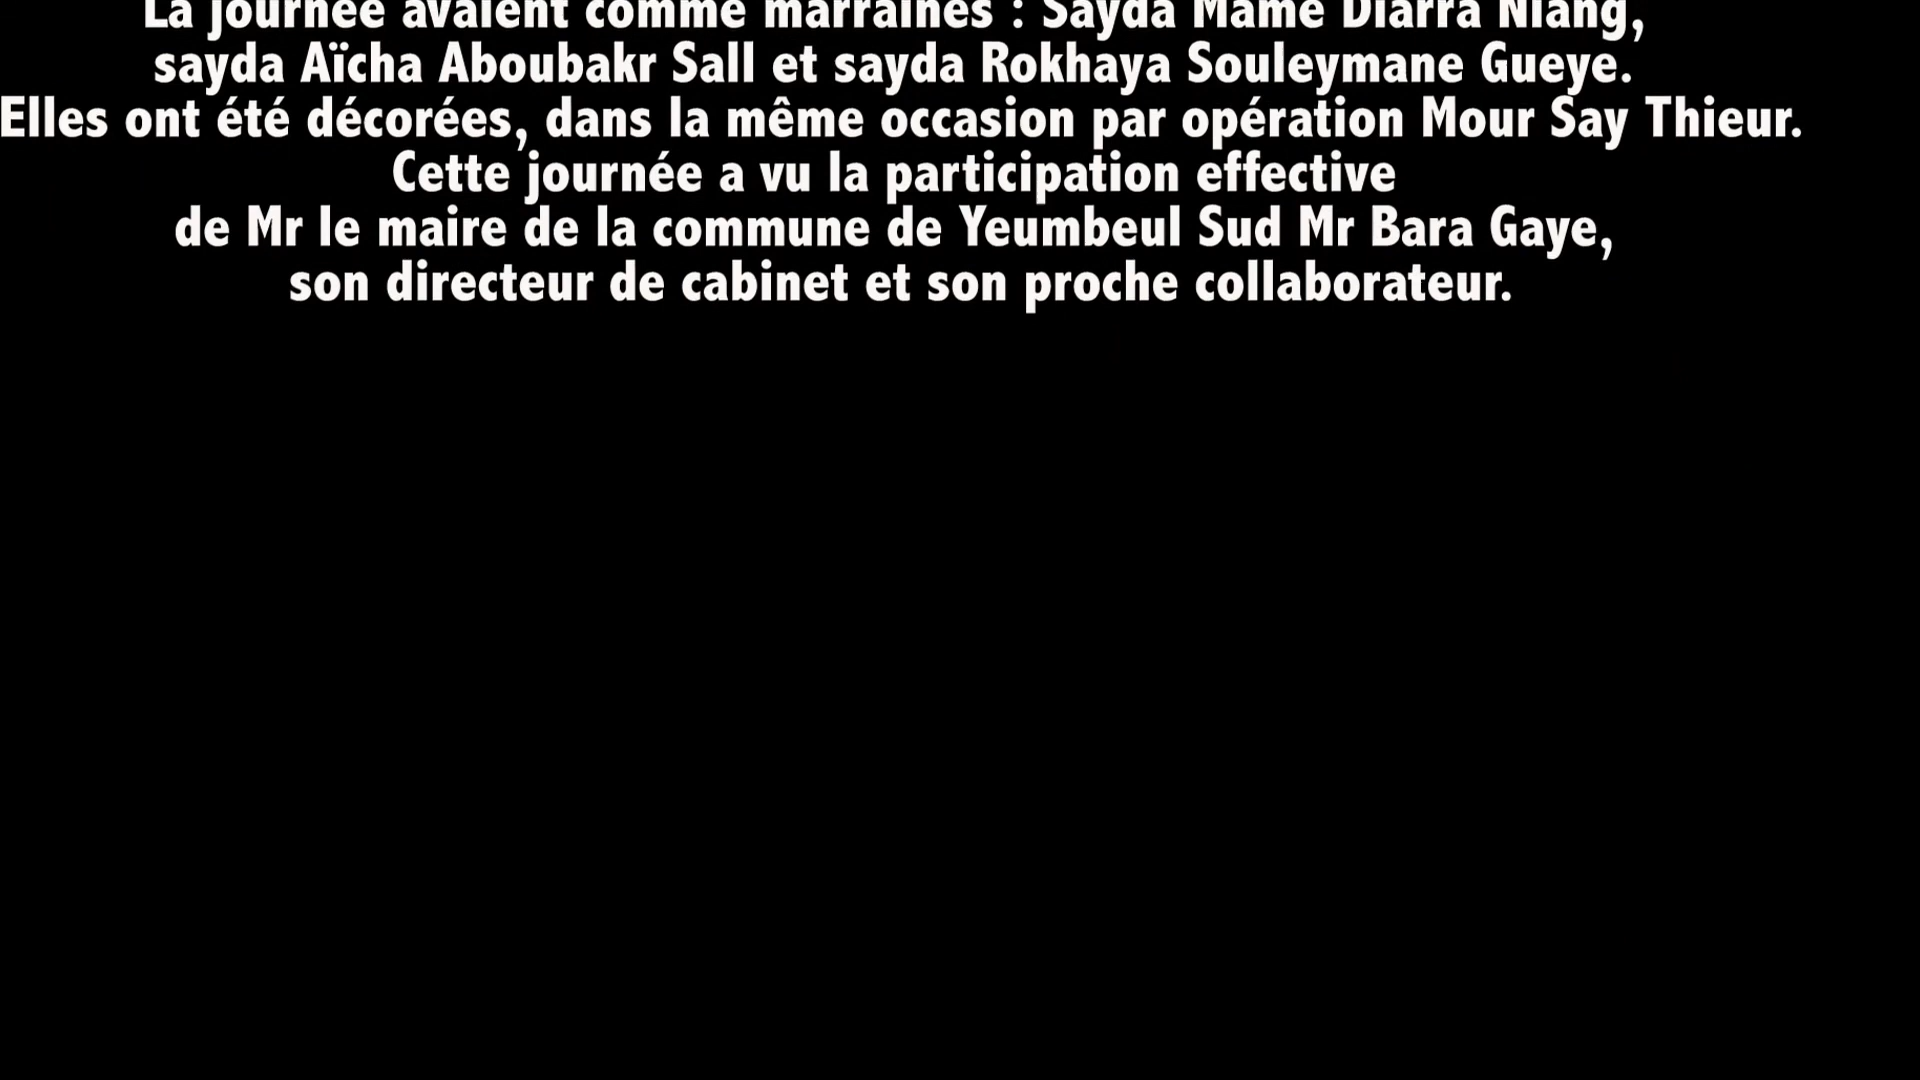 La journée avaient comme marraines : Sayda Mame Diarra Niang,
sayda Aïcha Aboubakr Sall et sayda Rokhaya Souleymane Gueye.
Elles ont été décorées, dans la même occasion par opération Mour Say Thieur.
Cette journée a vu la participation effective
de Mr le maire de la commune de Yeumbeul Sud Mr Bara Gaye,
son directeur de cabinet et son proche collaborateur.